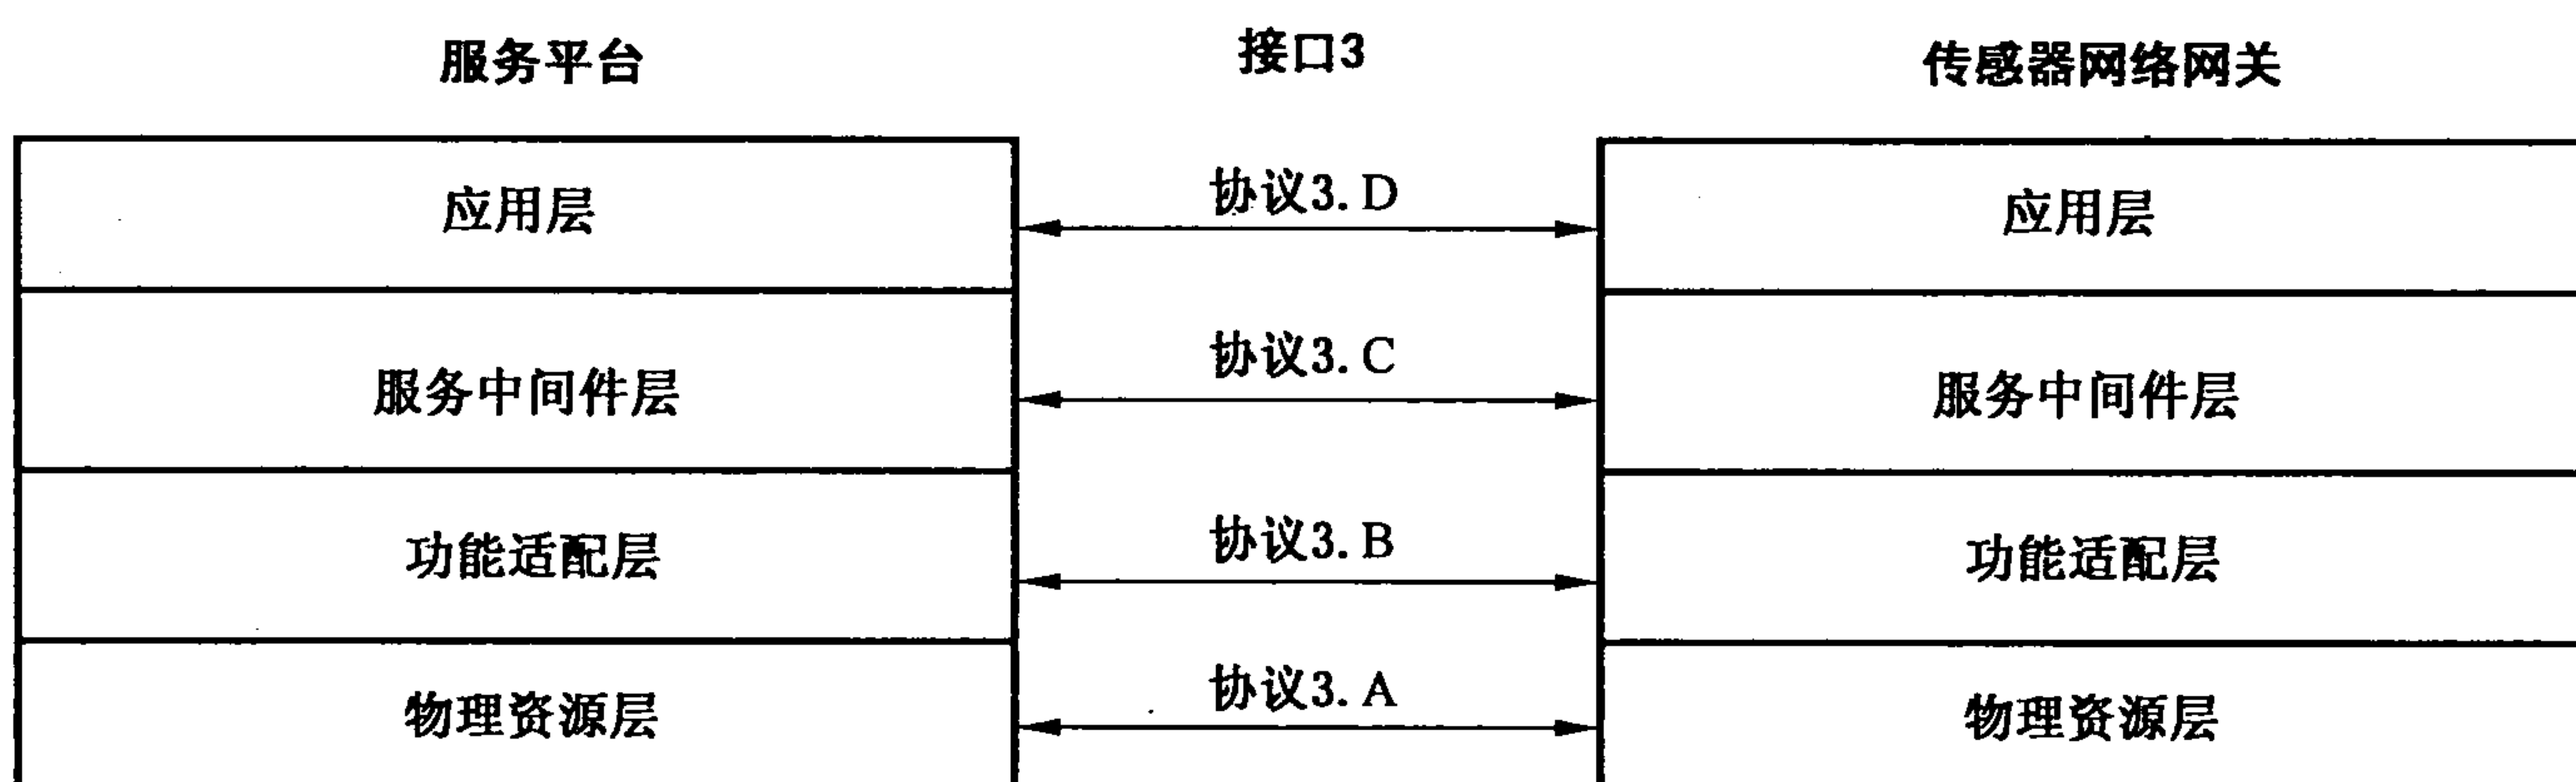 服务平台
接口3
传感器网络网关
应用层
协议3. D
应用层
服务中间件层
协议3. C
服务中间件层
功能适配层
协议3. B
功能适配层
物理资源层
协议3. A
物理资源层